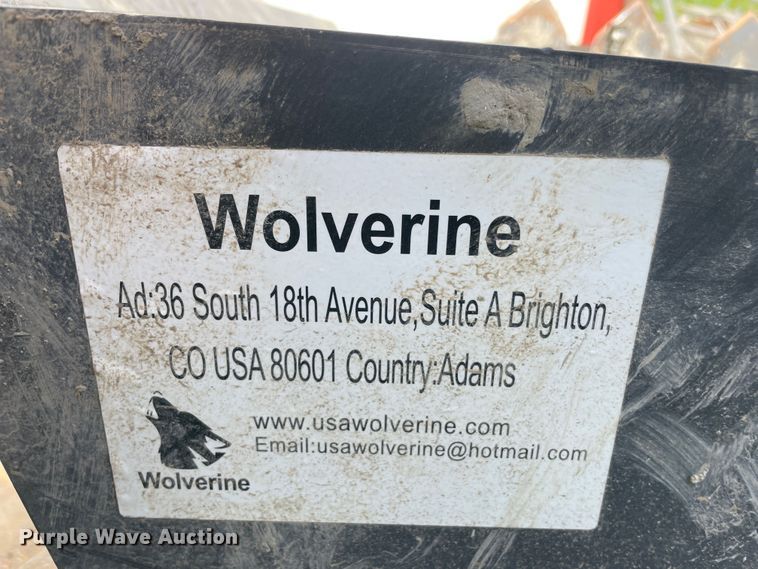 Wolverine
Ad:36 South 18th Avenue,Suite A Brighton,
CO USA 80601 Country:Adams
www.usawolverine.com
Email:usawolverine@hotmail.com
Wolverine
Purple Wave Auction